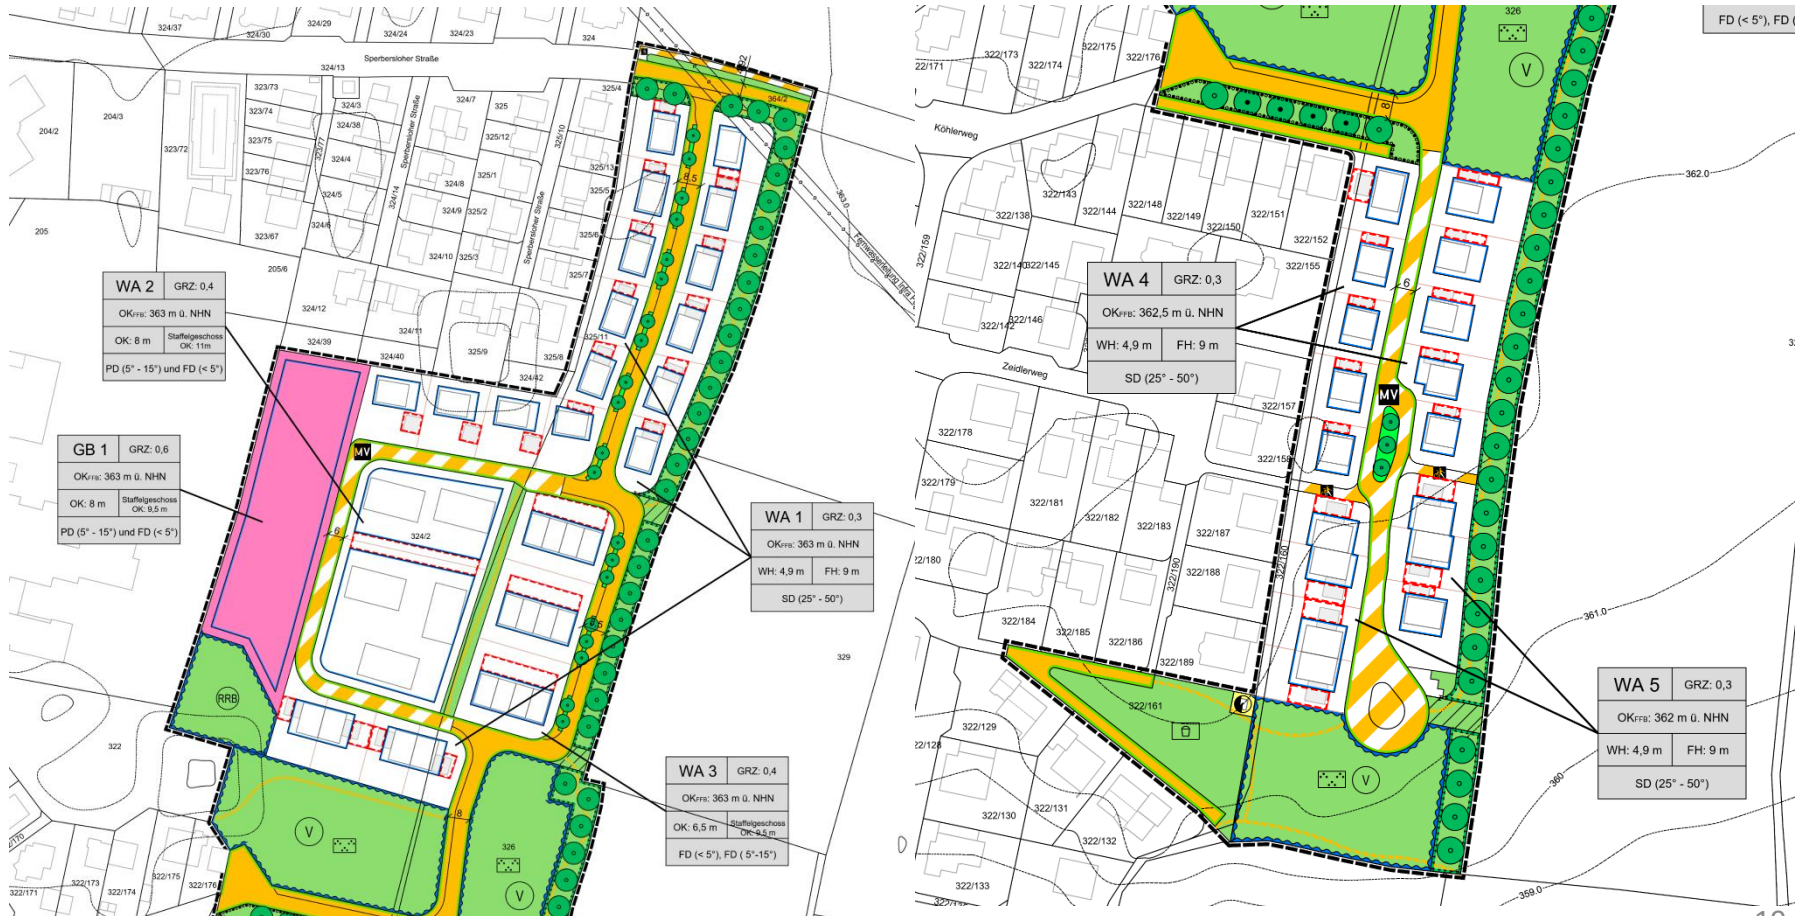 324/37
324/30
324/29
324/24
324/23
324
Sperbersloher Straße
324/13
204/2
204/3
323/72
323/73
323/74
323/75
323/76
323/77
323/67
324/3
324/38
324/4
324/5
324/6
324/14
Sperbersloher Straße
324/7
325
325/12
325/10
325/4
325/1
324/8
324/9
325/2
325/13
325/5
325/6
325/7
324/10
325/3
Sperbersloher Straße
205
205/6
324/12
324/11
325/9
325/8
325/11
324/39
324/40
324/42
364/2
363.0
8,5
WA 2
GRZ: 0,4
OKFFB: 363 m ü. NHN
OK: 8 m
Staffelgeschoss
OK: 11m
PD (5° - 15°) und FD (< 5°)
GB 1
GRZ: 0,6
OKFFB: 363 m ü. NHN
OK: 8 m
Staffelgeschoss
OK: 9,5 m
PD (5° - 15°) und FD (< 5°)
MV
6
324/2
WA 1
GRZ: 0,3
OKFFB: 363 m ü. NHN
WH: 4,9 m
FH: 9 m
SD (25° - 50°)
RRB
322
329
WA 3
GRZ: 0,4
OKFFB: 363 m ü. NHN
OK: 6,5 m
Staffelgeschoss
OK: 9,5 m
FD (< 5°), FD ( 5°-15°)
V
8
326
V
322/171
322/173
322/174
322/175
322/176
326
V
FD (< 5°), FD (
322/173
322/174
322/175
322/176
8
Köhlerweg
362.0
322/143
322/138
322/144
322/148
322/149
322/150
322/151
322/152
322/155
322/159
322/140
322/145
322/142
322/146
WA 4
GRZ: 0,3
OKFFB: 362,5 m ü. NHN
WH: 4,9 m
FH: 9 m
SD (25° - 50°)
6
MV
Zeidlerweg
322/157
322/158
322/178
322/179
322/181
322/182
322/183
322/187
322/188
322/190
322/160
322/184
322/185
322/186
322/189
361.0
322/161
WA 5
GRZ: 0,3
OKFFB: 362 m ü. NHN
WH: 4,9 m
FH: 9 m
SD (25° - 50°)
322/129
322/130
322/131
322/132
322/133
V
360
359.0